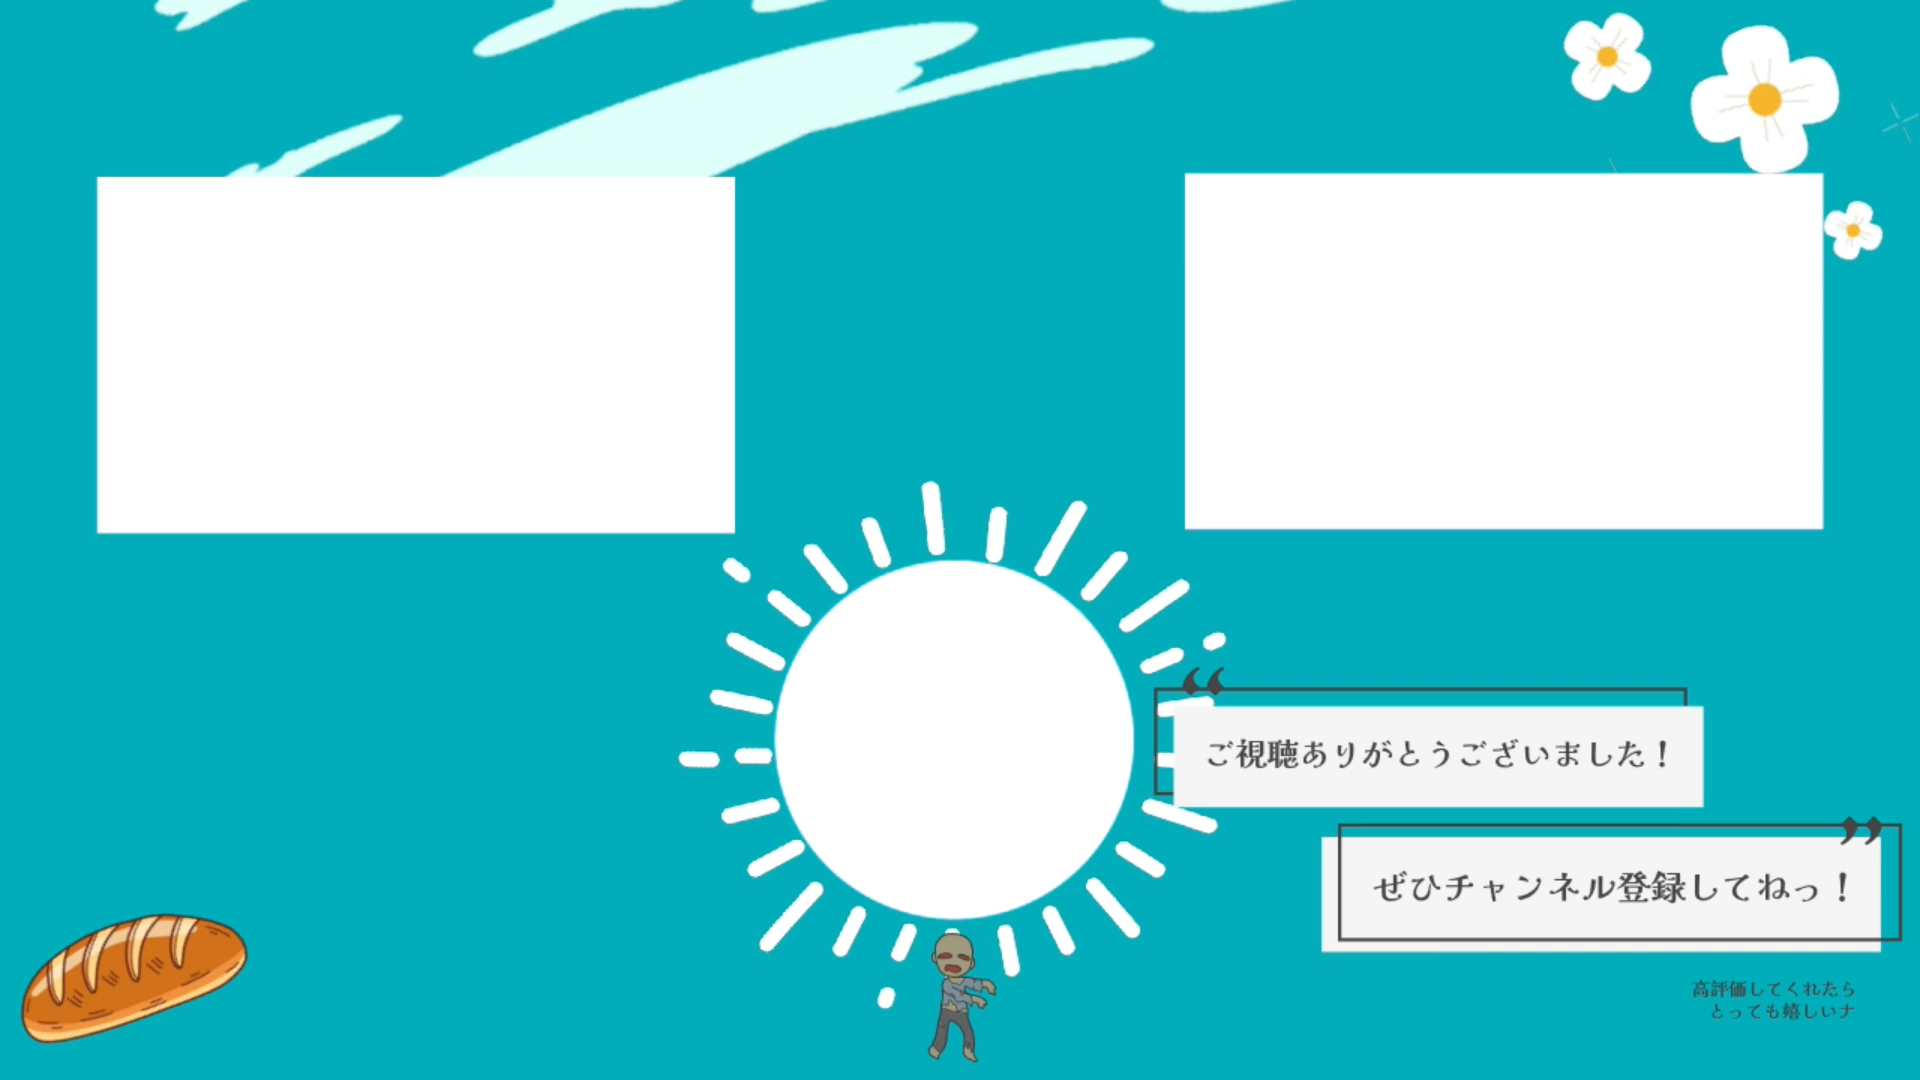 ご視聴ありがとうございました！
ぜひチャンネル登録してねっ！
高評価してくれたら
とっても嬉しいナ